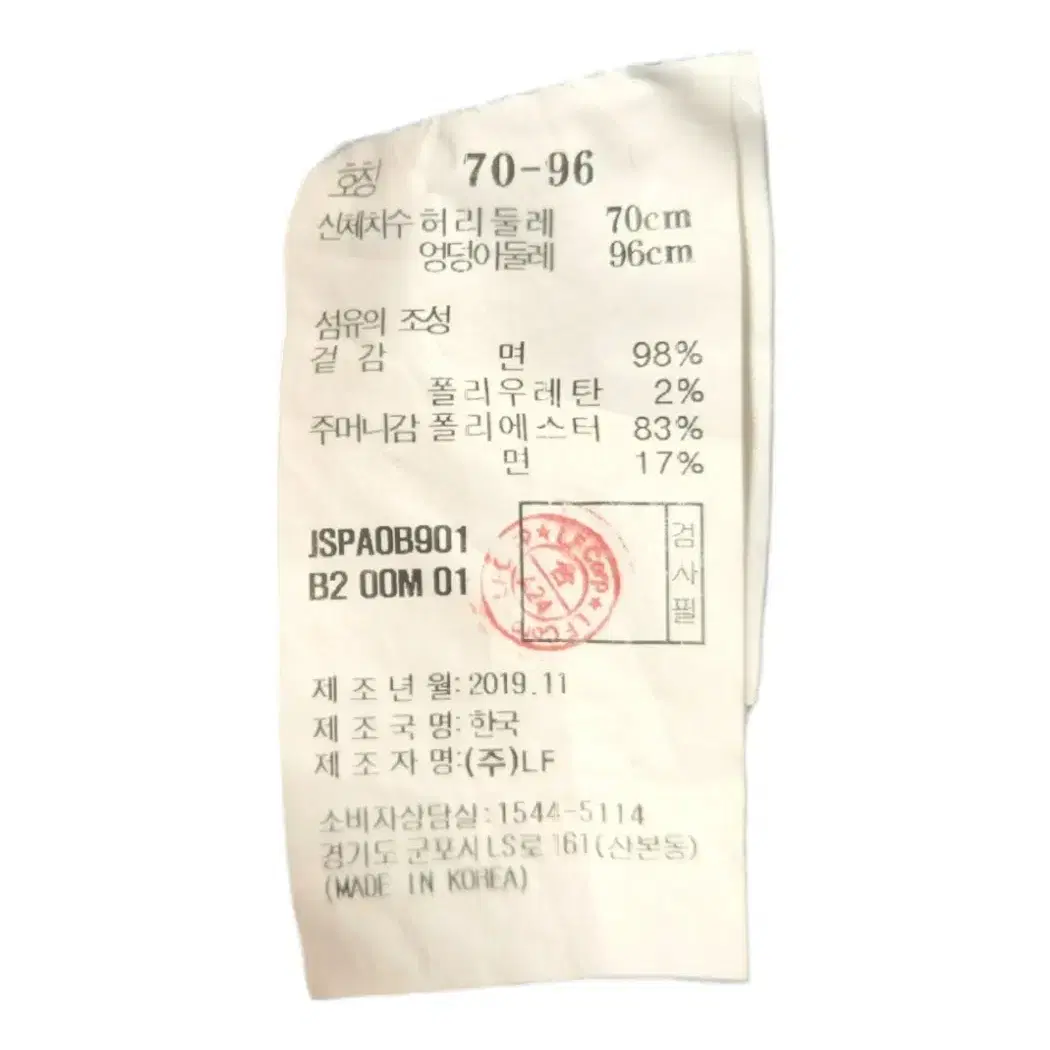 호칭 70-96
신체치수 허리둘레 70cm
엉덩이둘레 96cm
섬유의 조성
겉감 면 98%
폴리우레탄 2%
주머니감 폴리에스터 83%
면 17%
JSPA0B901
B2 00M 01
LF Corp ★ LF Corp
검사필
제조년월: 2019.11
제조국명: 한국
제조자명:(주)LF
소비자상담실:1544-5114
경기도 군포시 LS로 161(산본동)
(MADE IN KOREA)